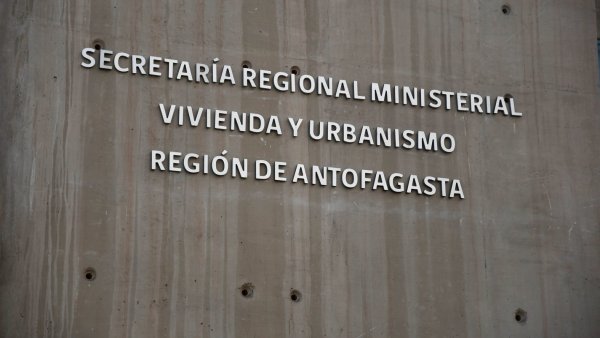 SECRETARÍA REGIONAL MINISTERIAL
VIVIENDA Y URBANISMO
REGIÓN DE ANTOFAGASTA